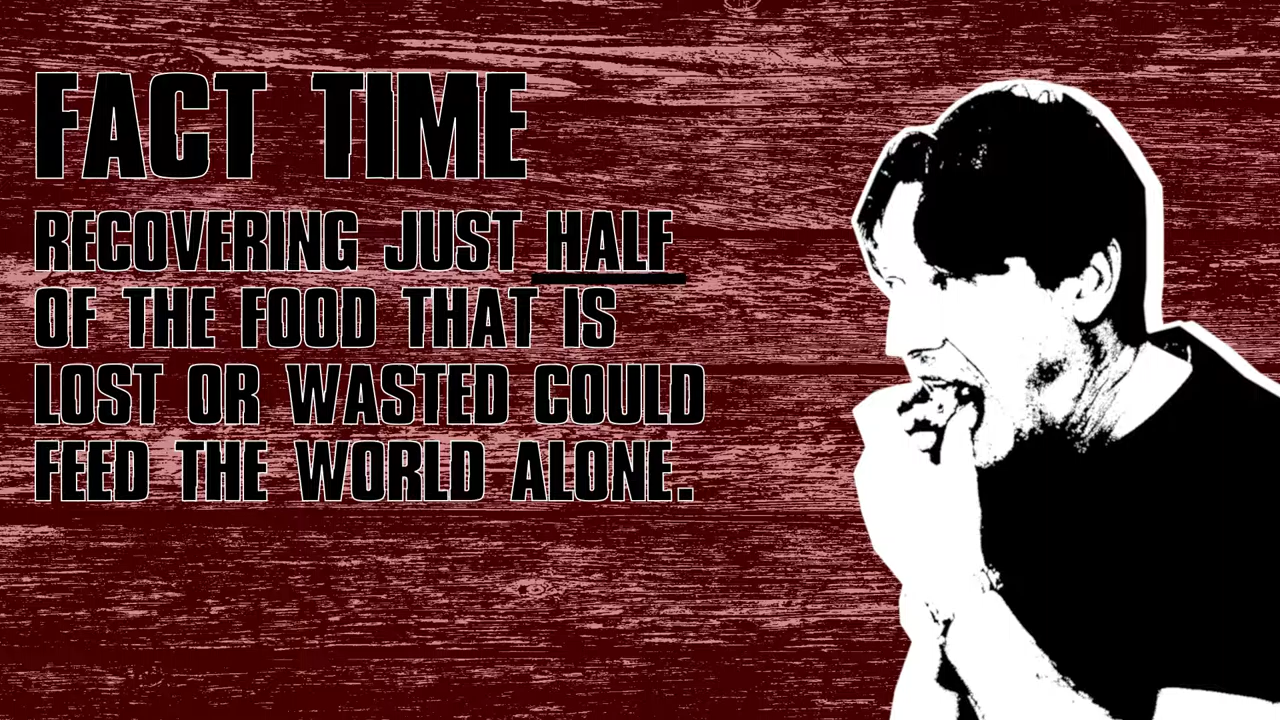 FACT TIME
RECOVERING JUST HALF
OF THE FOOD THAT IS
LOST OR WASTED COULD
FEED THE WORLD ALONE.